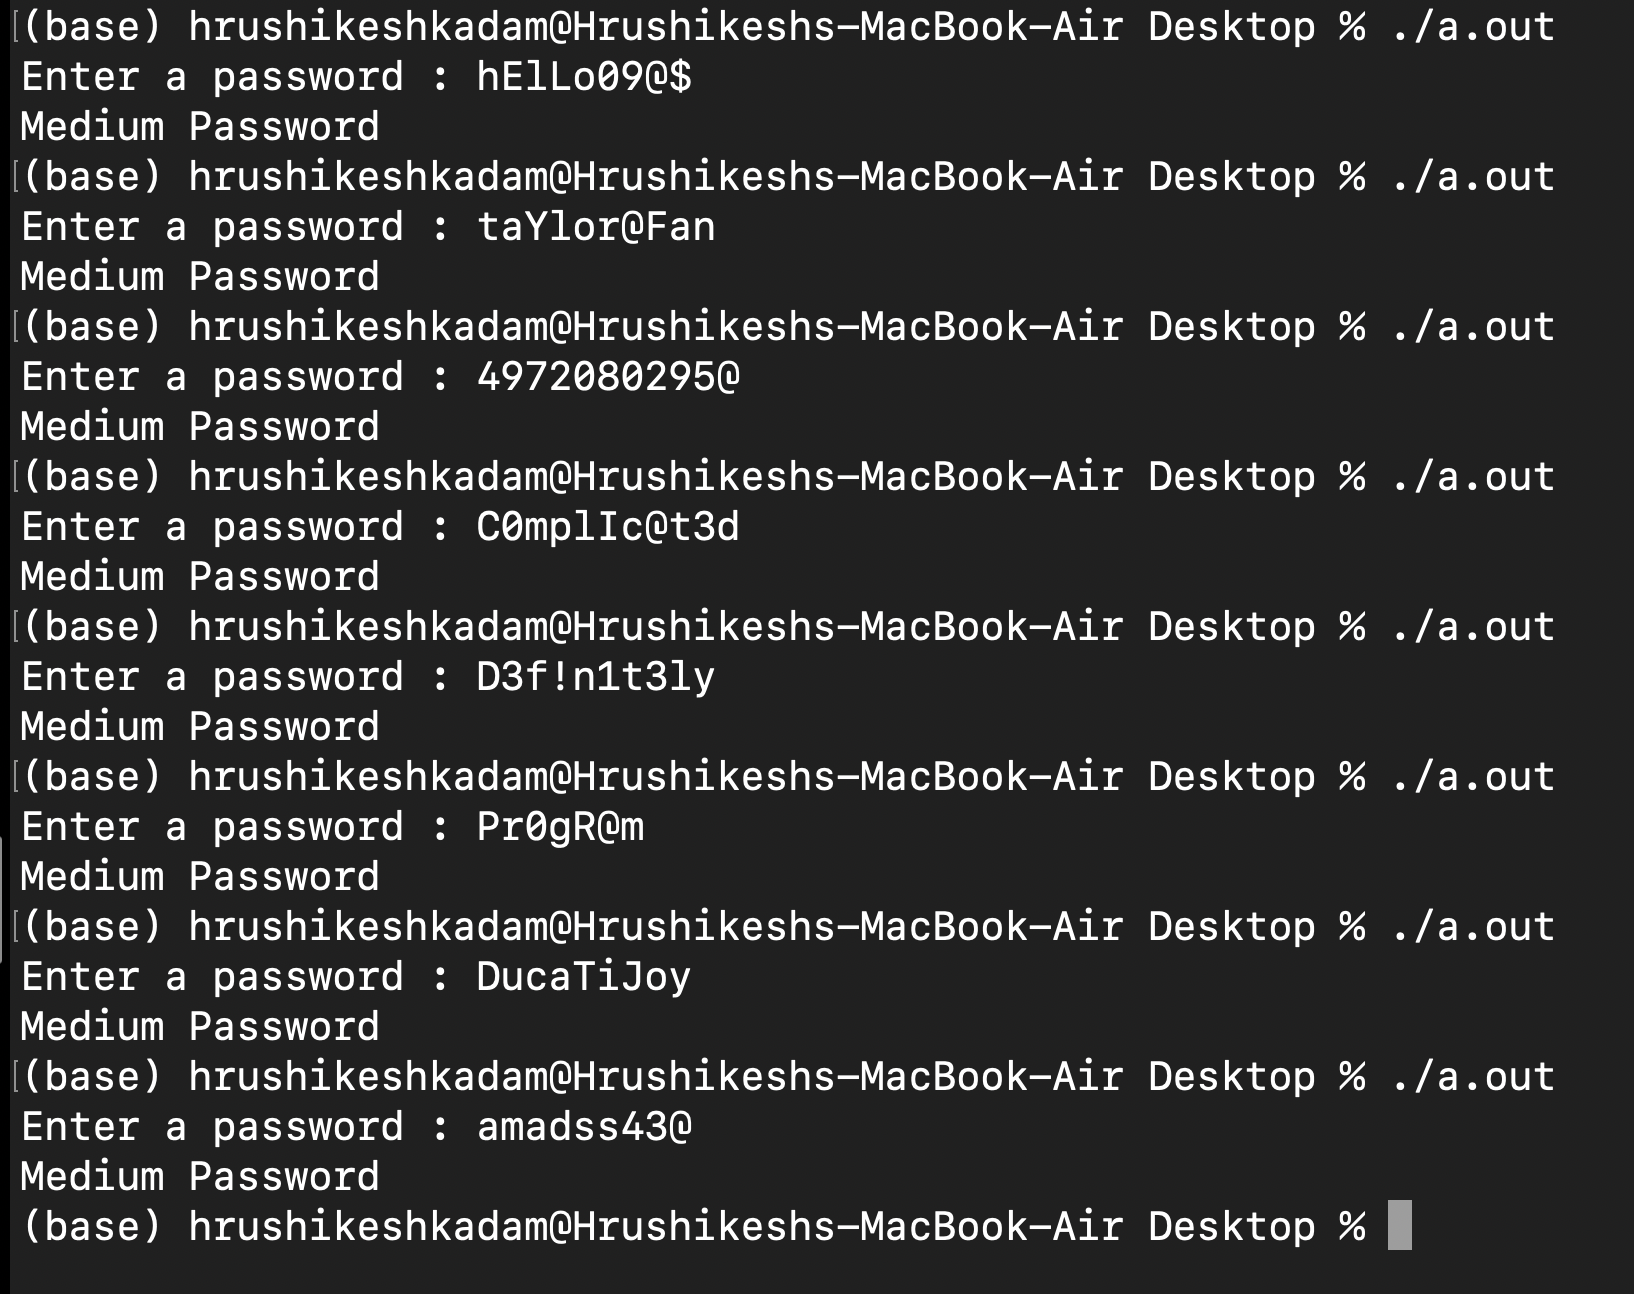 [(base) hrushikeshkadam@Hrushikeshs-MacBook-Air Desktop % ./a.out
Enter a password : hElLo09@$
Medium Password
[(base) hrushikeshkadam@Hrushikeshs-MacBook-Air Desktop % ./a.out
Enter a password : taYlor@Fan
Medium Password
[(base) hrushikeshkadam@Hrushikeshs-MacBook-Air Desktop % ./a.out
Enter a password : 4972080295@
Medium Password
[(base) hrushikeshkadam@Hrushikeshs-MacBook-Air Desktop % ./a.out
Enter a password : C0mplIc@t3d
Medium Password
[(base) hrushikeshkadam@Hrushikeshs-MacBook-Air Desktop % ./a.out
Enter a password : D3f!n1t3ly
Medium Password
[(base) hrushikeshkadam@Hrushikeshs-MacBook-Air Desktop % ./a.out
Enter a password : Pr0gR@m
Medium Password
[(base) hrushikeshkadam@Hrushikeshs-MacBook-Air Desktop % ./a.out
Enter a password : DucaTiJoy
Medium Password
[(base) hrushikeshkadam@Hrushikeshs-MacBook-Air Desktop % ./a.out
Enter a password : amadss43@
Medium Password
(base) hrushikeshkadam@Hrushikeshs-MacBook-Air Desktop %